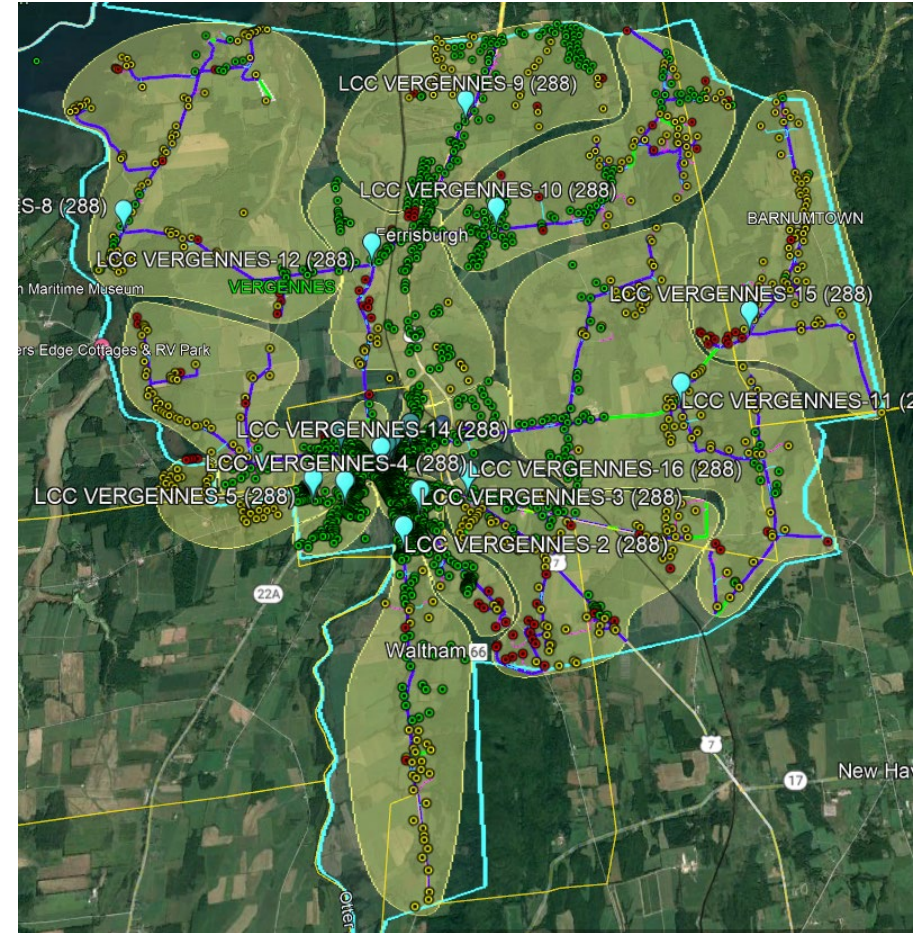 LCC VERGENNES-9 (288)
LCC VERGENNES-10 (288)
ES-8 (288)
BARNUMTOWN
Ferrisburgh
LCC VERGENNES-12 (288)
VERGENNES
n Maritime Museum
LCC VERGENNES-15 (288)
ers Edge Cottages & RV Park
LCC VERGENNES-11 (2
LCC VERGENNES-14 (288)
LCC VERGENNES-4 (288)
LCC VERGENNES-16 (288)
LCC VERGENNES-5 (288)
LCC VERGENNES-3 (288)
LCC VERGENNES-2 (288)
7
22A
Waltham
66
7
17
New Hav
Otter